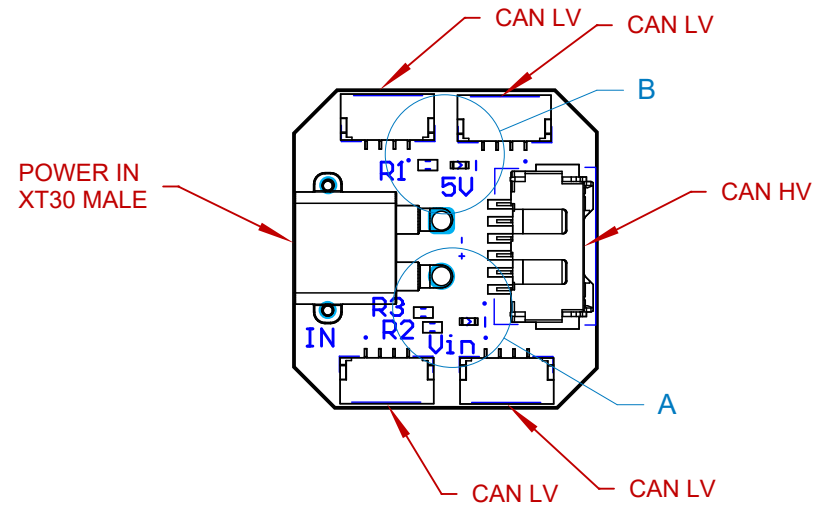 CAN LV
CAN LV
B
R1
5V
POWER IN
XT30 MALE
CAN HV
-
+
R3
R2
IN
Vin
A
CAN LV
CAN LV